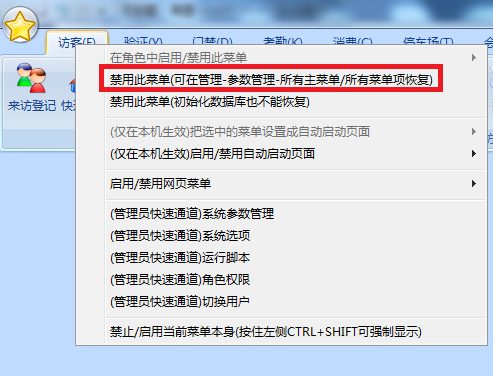 访客(F) 验证(V) 门禁(D) 考勤(K) 消费(C) 停车场(T) 会
来访登记 快速
在角色中启用/禁用此菜单
禁用此菜单(可在管理-参数管理-所有主菜单/所有菜单项恢复)
禁用此菜单(初始化数据库也不能恢复)
(仅在本机生效)把选中的菜单设置成自动启动页面
(仅在本机生效)启用/禁用自动启动页面
启用/禁用网页菜单
(管理员快速通道)系统参数管理
(管理员快速通道)系统选项
(管理员快速通道)运行脚本
(管理员快速通道)角色权限
(管理员快速通道)切换用户
禁止/启用当前菜单本身(按住左侧CTRL+SHIFT可强制显示)